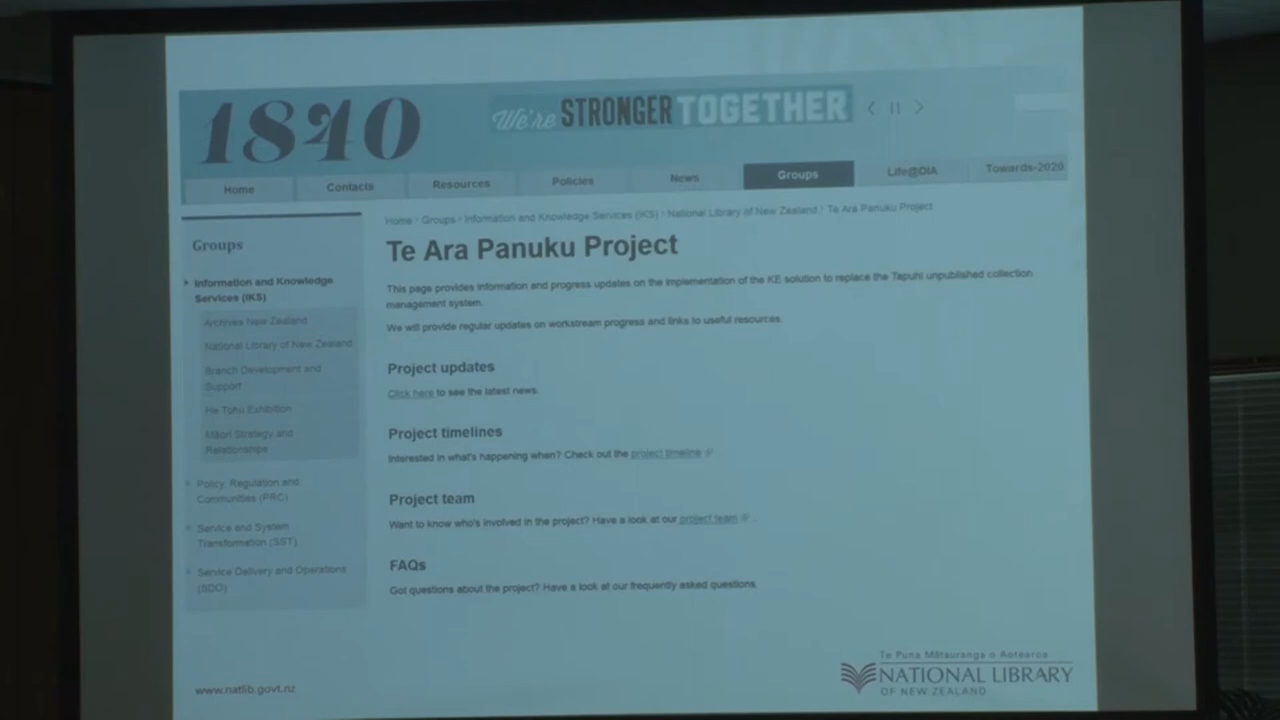 1840
We're STRONGER TOGETHER
Home Contacts Resources Policies News Groups Life@DIA Towards-2020
Home › Groups › Information and Knowledge Services (IKS) › National Library of New Zealand › Te Ara Panuku Project
Groups
Information and Knowledge
Services (IKS)
Archives New Zealand
National Library of New Zealand
Branch Development and
Support
He Tohu Exhibition
Māori Strategy and
Relationships
Policy, Regulation and
Communities (PRC)
Service and System
Transformation (SST)
Service Delivery and Operations
(SDO)
Te Ara Panuku Project
This page provides information and progress updates on the implementation of the KE solution to replace the Tapuhi unpublished collection
management system.
We will provide regular updates on workstream progress and links to useful resources.
Project updates
Click here to see the latest news.
Project timelines
Interested in what's happening when? Check out the project timeline
Project team
Want to know who's involved in the project? Have a look at our project team .
FAQs
Got questions about the project? Have a look at our frequently asked questions.
www.natlib.govt.nz
Te Puna Mātauranga o Aotearoa
NATIONAL LIBRARY
OF NEW ZEALAND